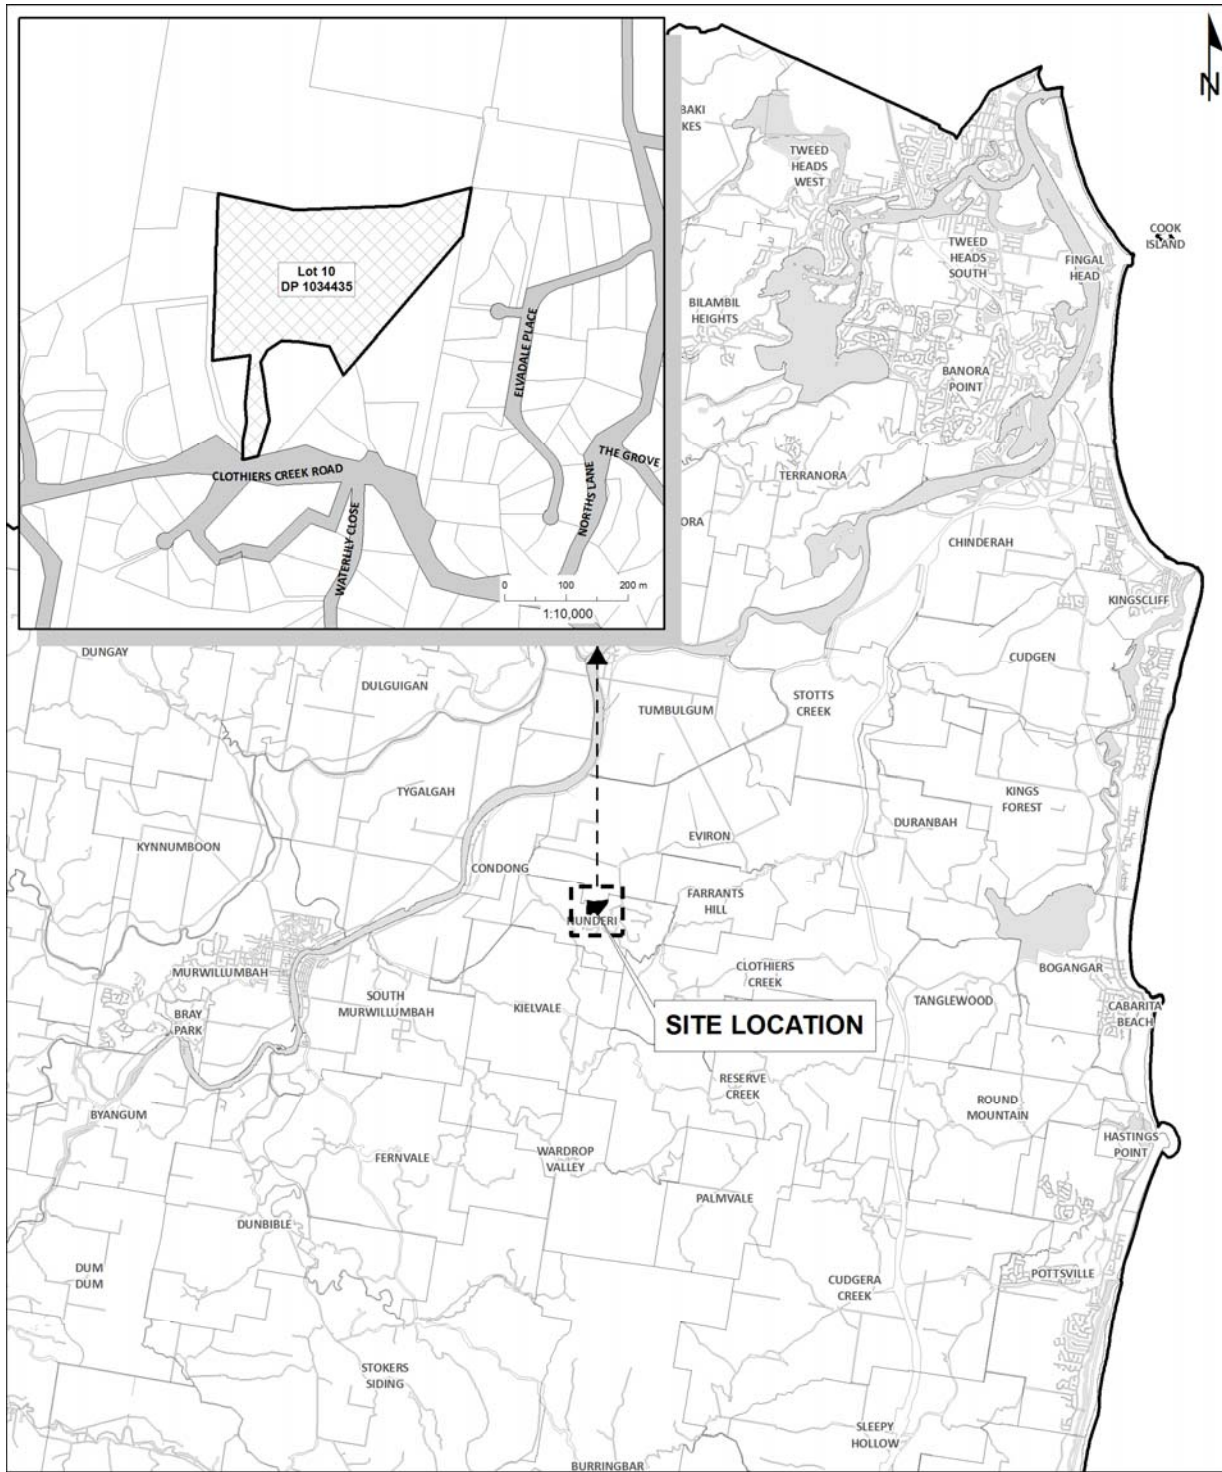 Lot 10
DP 1034435
ELVADALE PLACE
THE GROVE
NORTHS LANE
CLOTHIERS CREEK ROAD
WATERLILY CLOSE
0 100 200 m
1:10,000
N
BAKI
KES
TWEED
HEADS
WEST
COOK
ISLAND
TWEED
HEADS
SOUTH
FINGAL
HEAD
BILAMBIL
HEIGHTS
BANORA
POINT
TERRANORA
ORA
CHINDERAH
KINGSCLIFF
DUNGAY
CUDGEN
DULGUIGAN
STOTTS
CREEK
TUMBULGUM
TYGALGAH
KINGS
FOREST
DURANBAH
EVIRON
KYNNUMBOON
CONDONG
FARRANTS
HILL
NUNDERI
MURWILLUMBAH
CLOTHIERS
CREEK
BOGANGAR
SOUTH
MURWILLUMBAH
KIELVALE
TANGLEWOOD
CABARITA
BEACH
BRAY
PARK
SITE LOCATION
RESERVE
CREEK
ROUND
MOUNTAIN
BYANGUM
HASTINGS
POINT
FERNVALE
WARDROP
VALLEY
PALMVALE
DUNBIBLE
DUM
DUM
POTTSVILLE
CUDGERA
CREEK
STOKERS
SIDING
SLEEPY
HOLLOW
BURRINGBAR